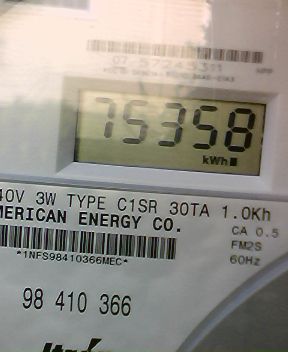 75358
kWh
40V 3W TYPE C1SR 30TA 1.0Kh
MERICAN ENERGY CO.
CA 0.5
FM2S
*1NFS98410366MEC*
60Hz
98 410 366
Itrón